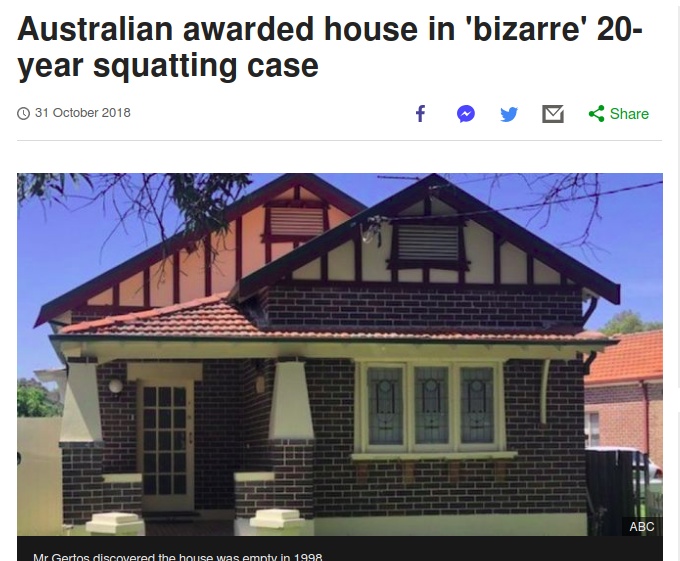 Australian awarded house in 'bizarre' 20-
year squatting case
31 October 2018
Share
ABC
Mr Gertos discovered the house was empty in 1998